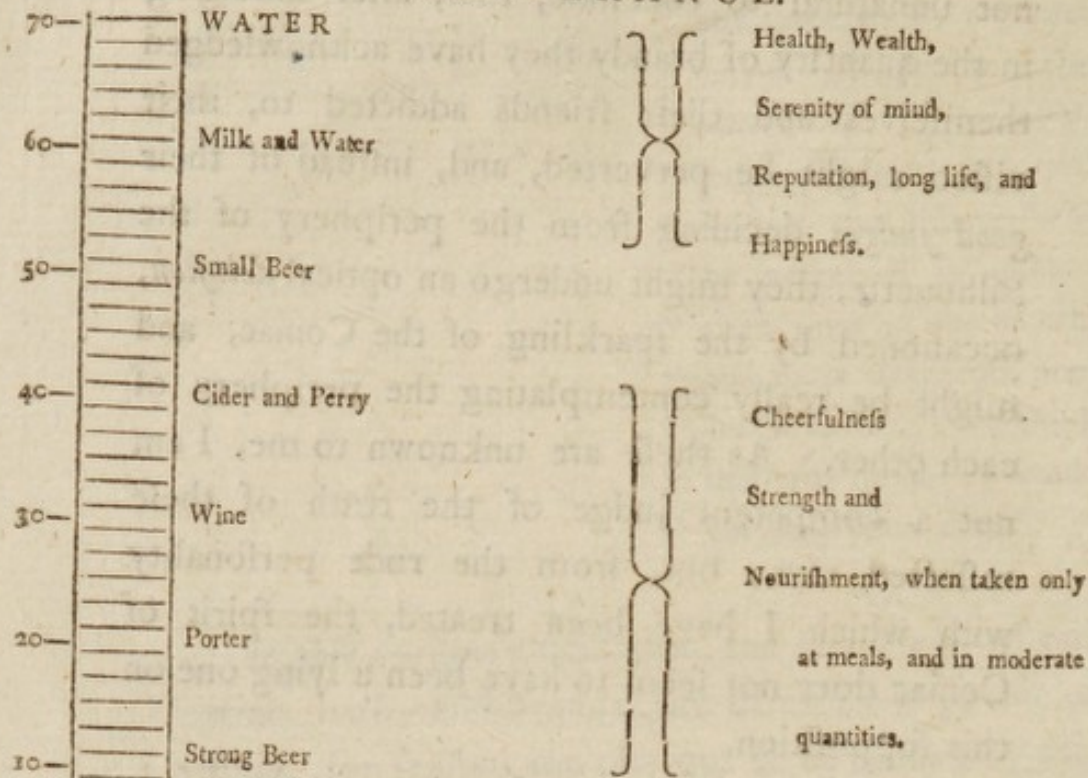 70— WATER
Health, Wealth,
Serenity of mind,
60— Milk and Water
Reputation, long life, and
Happineſs.
50— Small Beer
40— Cider and Perry
Cheerfulneſs
Strength and
30— Wine
Nouriſhment, when taken only
20— Porter
at meals, and in moderate
quantities.
10— Strong Beer